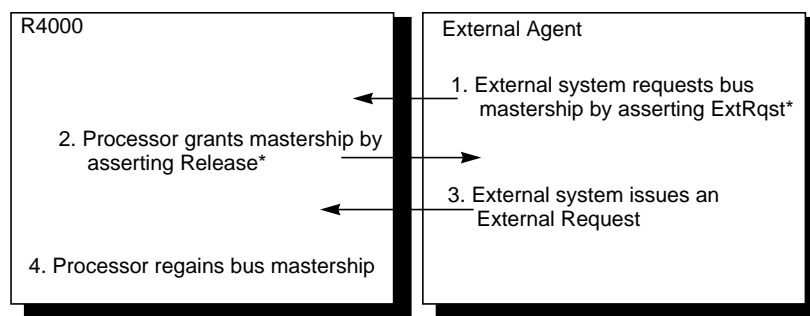 R4000
External Agent
1. External system requests bus
mastership by asserting ExtRqst*
2. Processor grants mastership by
asserting Release*
3. External system issues an
External Request
4. Processor regains bus mastership